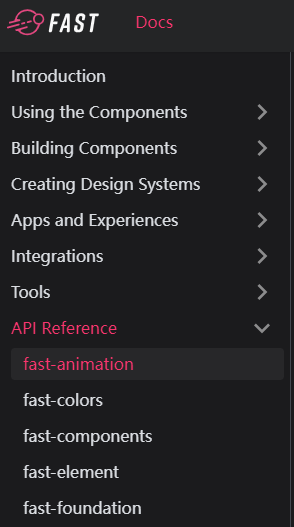 FAST Docs
Introduction
Using the Components
Building Components
Creating Design Systems
Apps and Experiences
Integrations
Tools
API Reference
fast-animation
fast-colors
fast-components
fast-element
fast-foundation